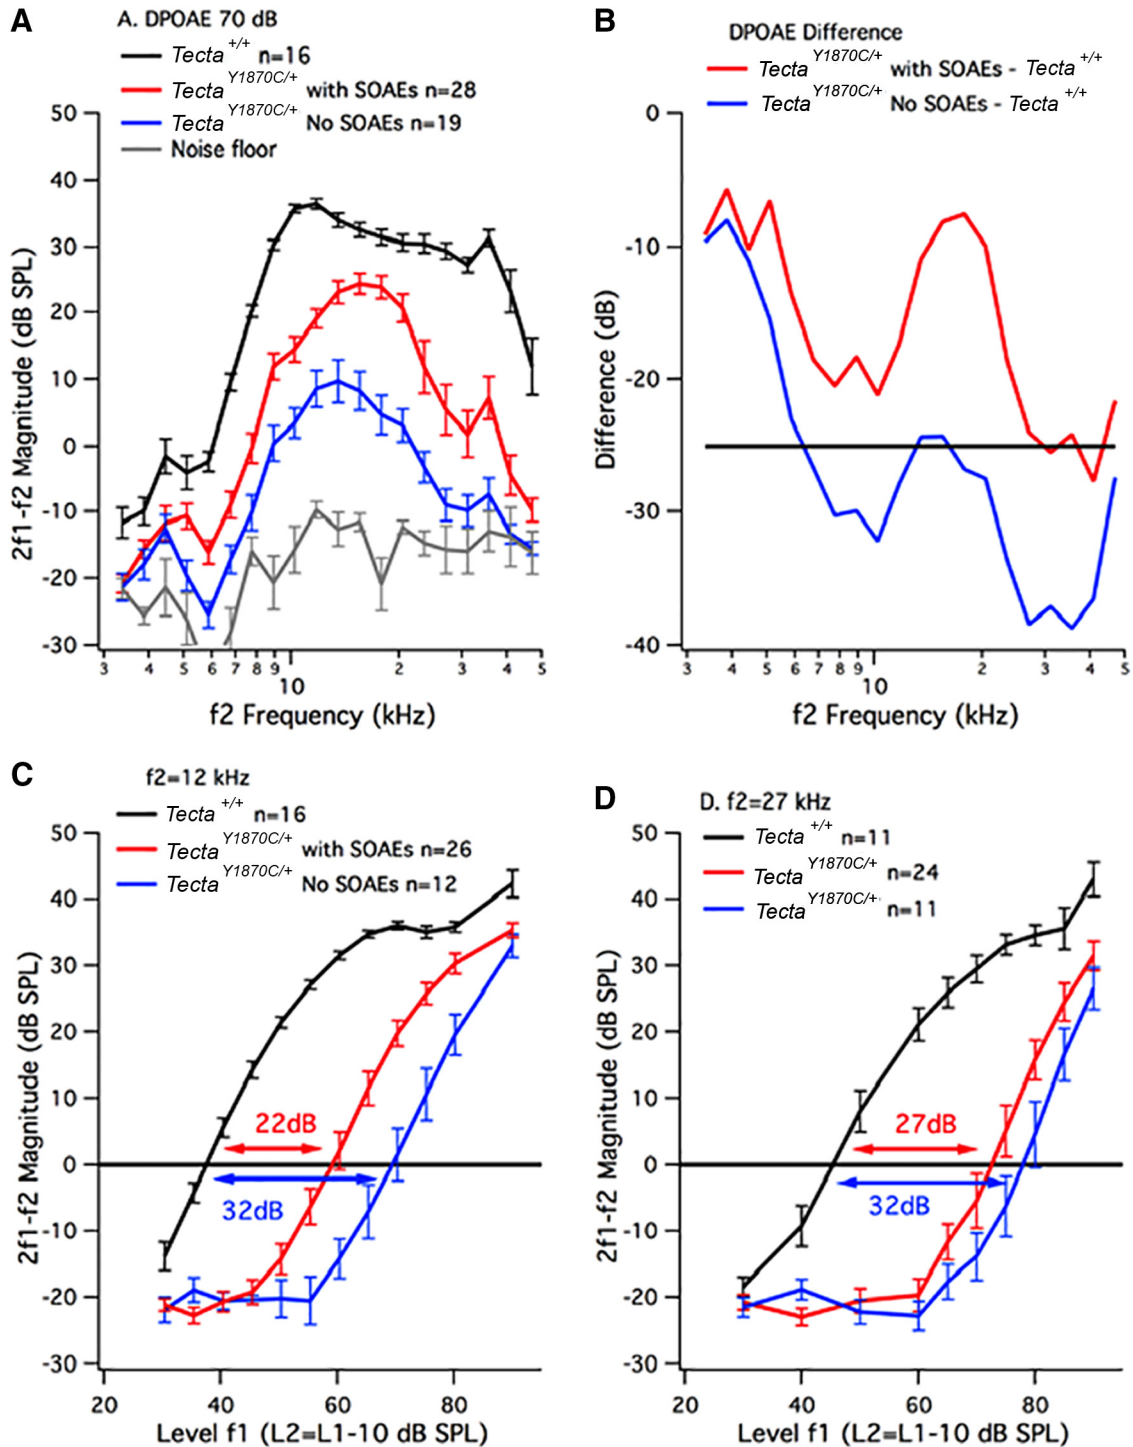 A
A. DPOAE 70 dB
Tecta +/+ n=16
Tecta Y1870C/+ with SOAEs n=28
Tecta Y1870C/+ No SOAEs n=19
Noise floor
50
40
30
20
10
0
-10
-20
-30
2f1-f2 Magnitude (dB SPL)
3 4 5 6 7 8 9 10 2 3 4 5
f2 Frequency (kHz)
B
DPOAE Difference
Tecta Y1870C/+ with SOAEs - Tecta +/+
Tecta Y1870C/+ No SOAEs - Tecta +/+
0
-10
-20
-30
-40
Difference (dB)
3 4 5 6 7 8 9 10 2 3 4 5
f2 Frequency (kHz)
C
f2=12 kHz
Tecta +/+ n=16
Tecta Y1870C/+ with SOAEs n=26
Tecta Y1870C/+ No SOAEs n=12
50
40
30
20
10
0
-10
-20
-30
2f1-f2 Magnitude (dB SPL)
22dB
32dB
20 40 60 80
Level f1 (L2=L1-10 dB SPL)
D
D. f2=27 kHz
Tecta +/+ n=11
Tecta Y1870C/+ n=24
Tecta Y1870C/+ n=11
50
40
30
20
10
0
-10
-20
-30
2f1-f2 Magnitude (dB SPL)
27dB
32dB
20 40 60 80
Level f1 (L2=L1-10 dB SPL)